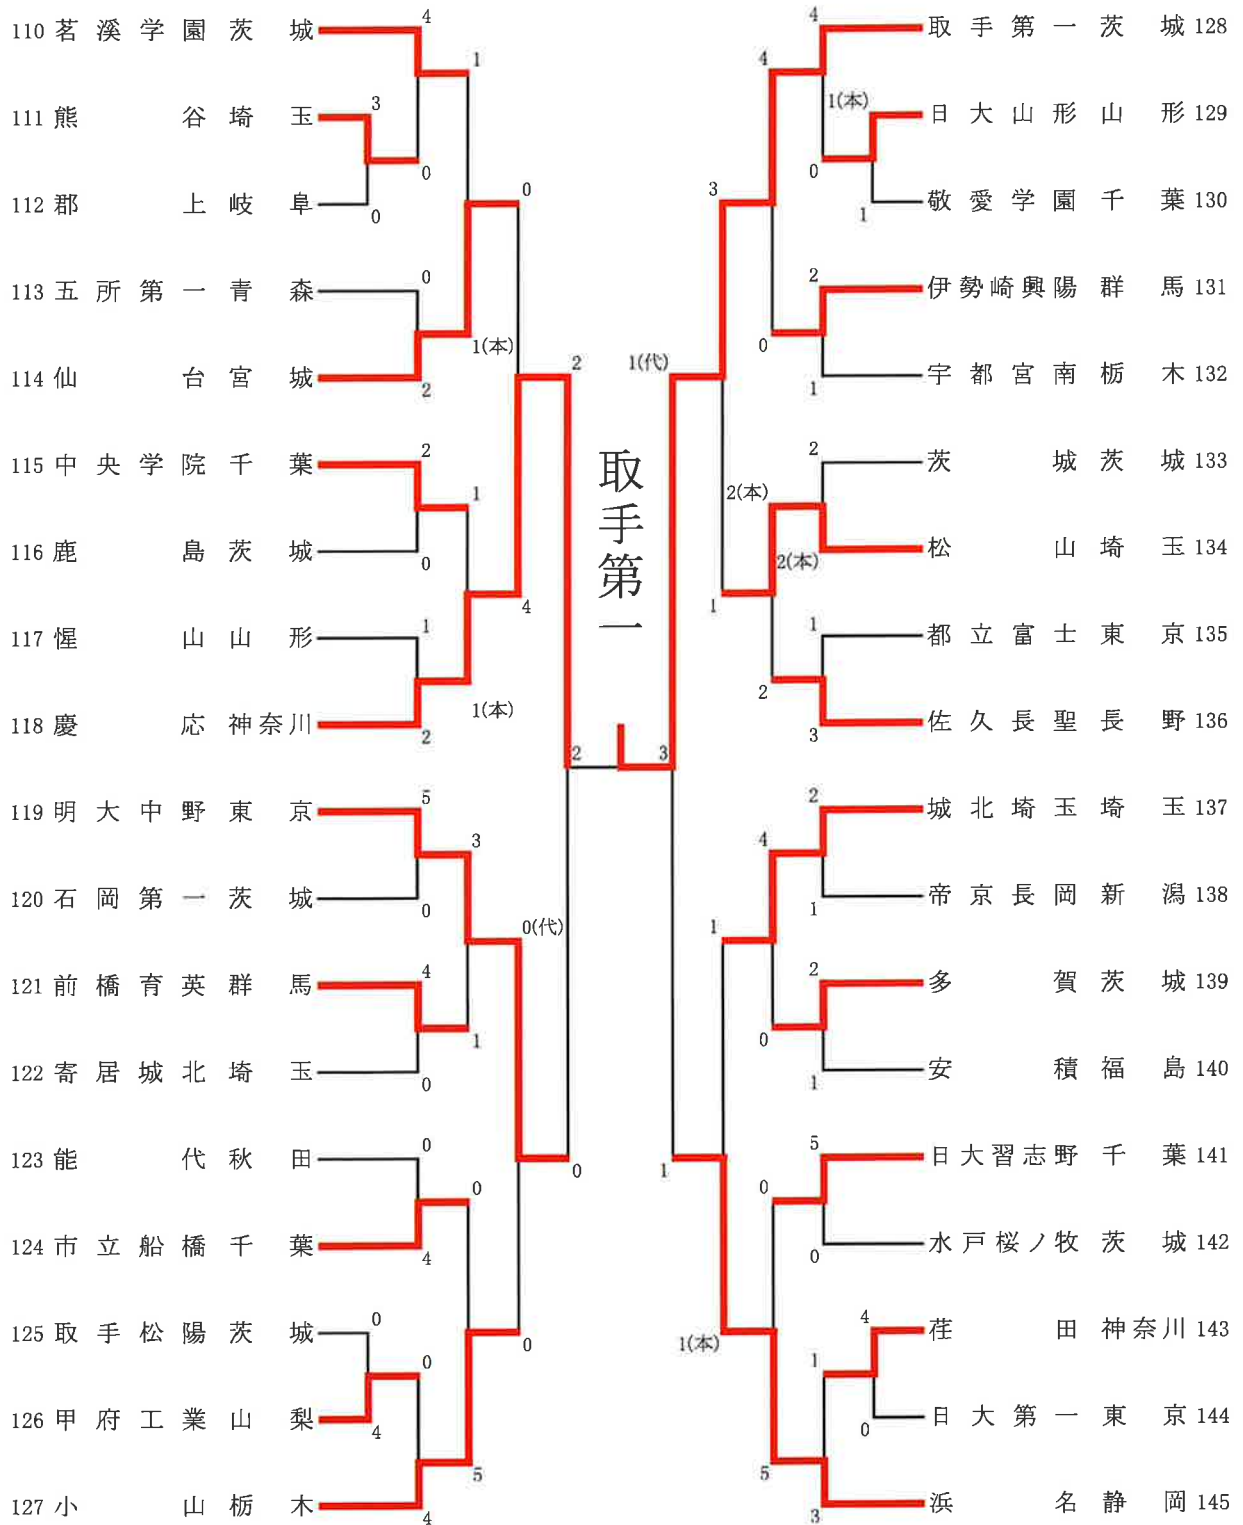 110 茗溪学園茨城
111 熊谷埼玉
112 郡上岐阜
113 五所第一青森
114 仙台宮城
115 中央学院千葉
116 鹿島茨城
117 惺山山形
118 慶応神奈川
119 明大中野東京
120 石岡第一茨城
121 前橋育英群馬
122 寄居城北埼玉
123 能代秋田
124 市立船橋千葉
125 取手松陽茨城
126 甲府工業山梨
127 小山栃木
4
3
0
0
1
0
2
1(本)
0
2
0
1
1
2
1(本)
4
2
5
0
3
4
0
1
0(代)
0
4
0
0
4
0
4
5
0
0
2
取手第一
3
1(代)
1
3
1
4
0
4
1(本)
1
0
2
1
2(本)
2
2(本)
1
3
2
1
4
2
1
0
1
5
0
0
4
0
1
3
5
1(本)
取手第一茨城 128
日大山形山形 129
敬愛学園千葉 130
伊勢崎興陽群馬 131
宇都宮南栃木 132
茨城茨城 133
松山埼玉 134
都立富士東京 135
佐久長聖長野 136
城北埼玉埼玉 137
帝京長岡新潟 138
多賀茨城 139
安積福島 140
日大習志野千葉 141
水戸桜ノ牧茨城 142
荏田神奈川 143
日大第一東京 144
浜名静岡 145